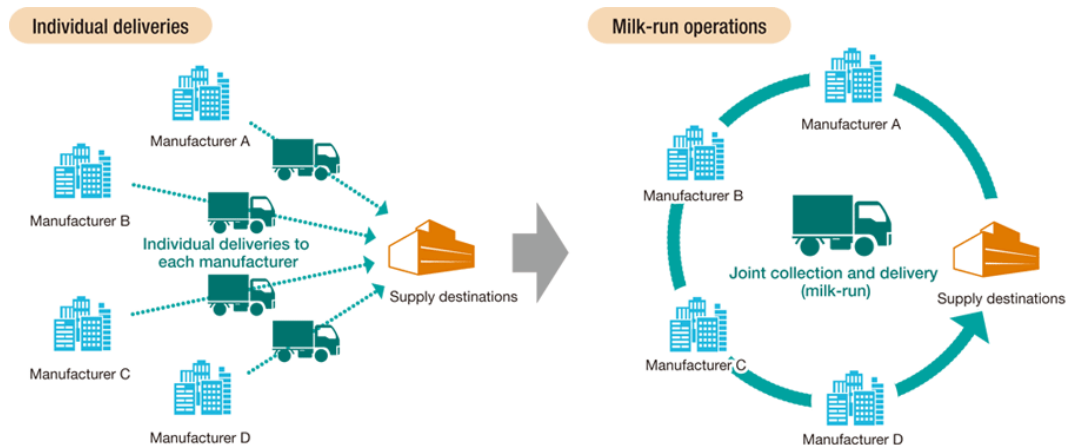 Individual deliveries
Manufacturer A
Manufacturer B
Individual deliveries to
each manufacturer
Supply destinations
Manufacturer C
Manufacturer D
Milk-run operations
Manufacturer A
Manufacturer B
Joint collection and delivery
(milk-run)
Supply destinations
Manufacturer C
Manufacturer D